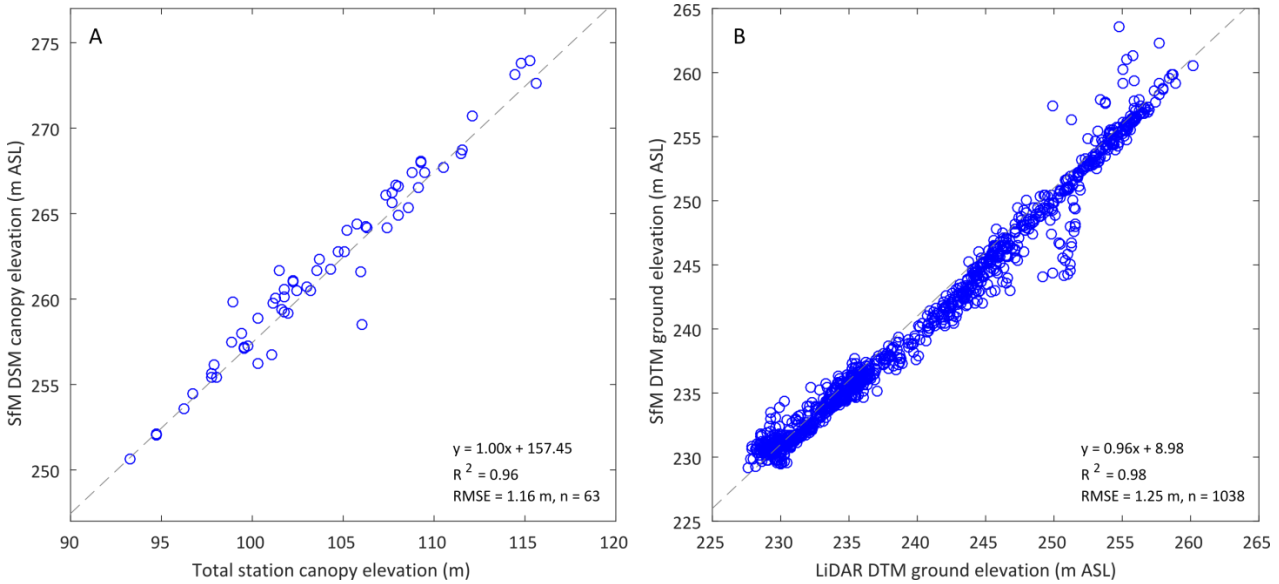 A
275
270
265
260
255
250
SfM DSM canopy elevation (m ASL)
y = 1.00x + 157.45
R 2 = 0.96
RMSE = 1.16 m, n = 63
90 95 100 105 110 115 120
Total station canopy elevation (m)
B
265
260
255
250
245
240
235
230
225
SfM DTM ground elevation (m ASL)
y = 0.96x + 8.98
R 2 = 0.98
RMSE = 1.25 m, n = 1038
225 230 235 240 245 250 255 260 265
LiDAR DTM ground elevation (m ASL)